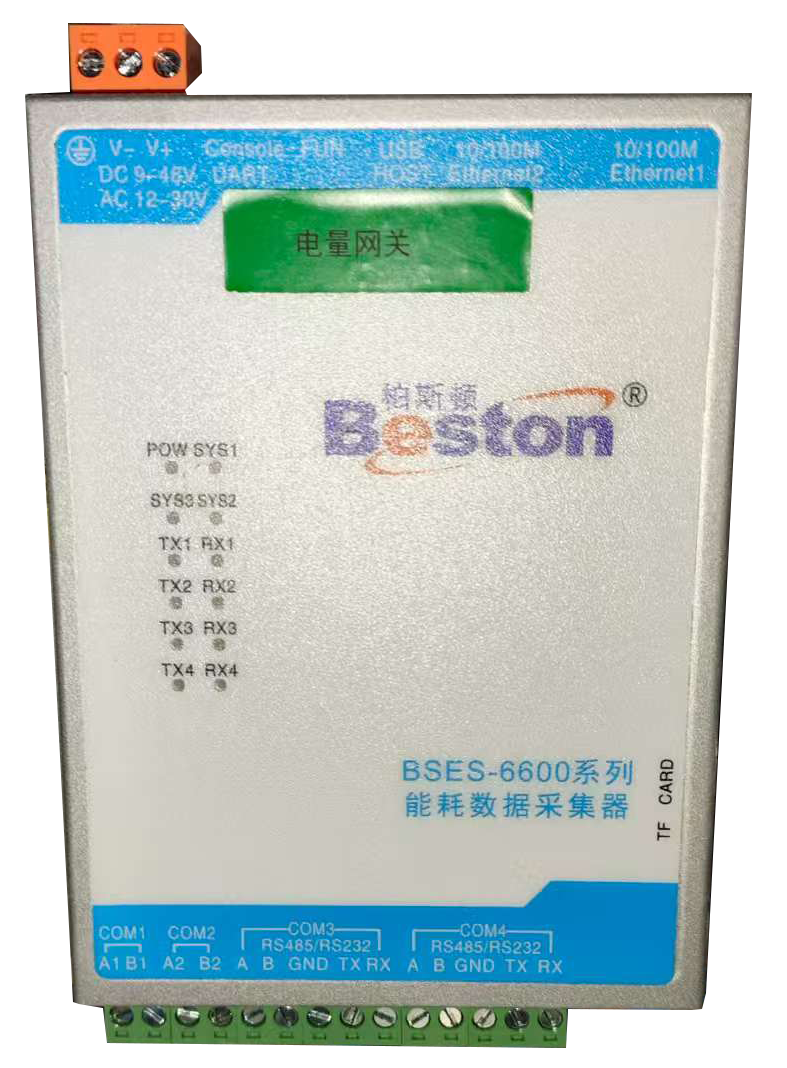 V- V+ Console FUN USB 10/100M 10/100M
DC 9-48V UART HOST Ethernet2 Ethernet1
AC 12-30V
电量网关
柏斯顿
Beston®
POW SYS1
SYS3 SYS2
TX1 RX1
TX2 RX2
TX3 RX3
TX4 RX4
BSES-6600系列
能耗数据采集器
TF CARD
COM1 COM2 COM3 COM4
RS485/RS232 RS485/RS232
A1 B1 A2 B2 A B GND TX RX A B GND TX RX